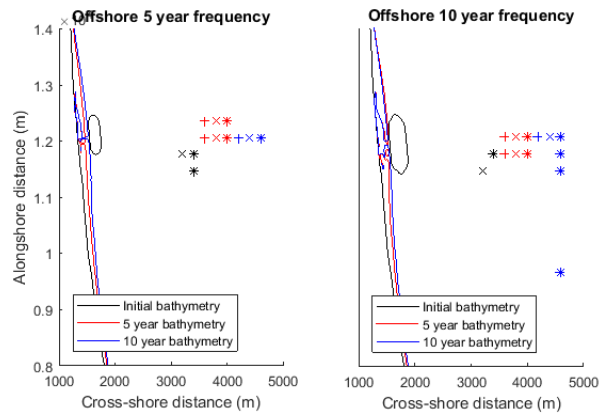 Offshore 5 year frequency
Offshore 10 year frequency
1.4
1.3
1.2
1.1
1
0.9
0.8
Alongshore distance (m)
Initial bathymetry
5 year bathymetry
10 year bathymetry
1000
2000
3000
4000
5000
Cross-shore distance (m)
Initial bathymetry
5 year bathymetry
10 year bathymetry
1000
2000
3000
4000
5000
Cross-shore distance (m)